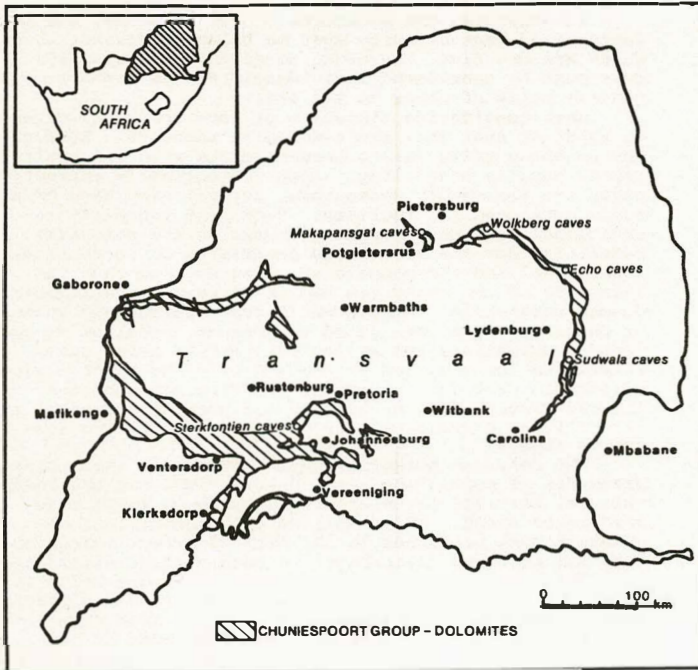 SOUTH
AFRICA
Pietersburg
Makapansgat caves
Wolkberg caves
Potgietersrus
Echo caves
Gaborone
Warmbaths
Lydenburg
Transvaal
Sudwala caves
Rustenburg
Pretoria
Mafikeng
Witbank
Sterkfontien caves
Johannesburg
Carolina
Mbabane
Ventersdorp
Vereeniging
Klerksdorp
0 100
km
CHUNIESPOORT GROUP - DOLOMITES